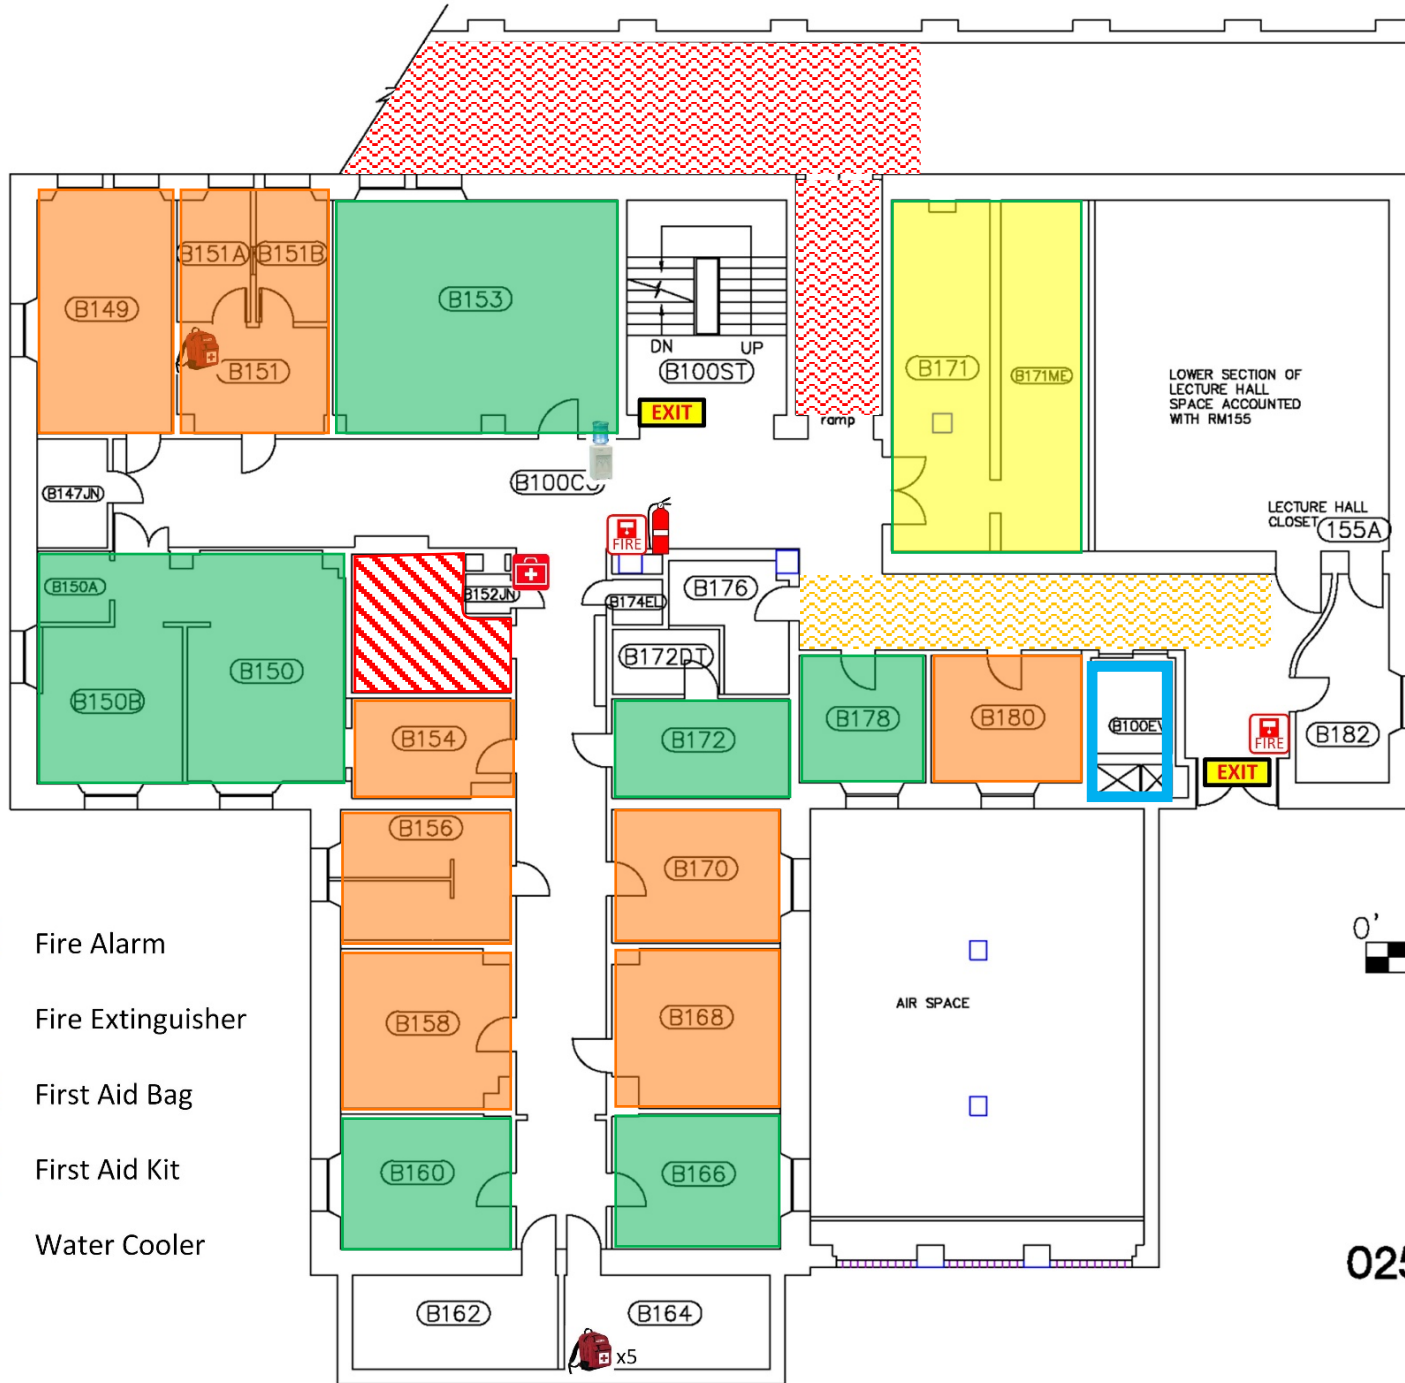 B151A
B151B
B149
B153
B151
DN
UP
B100ST
EXIT
ramp
B171
B171ME
LOWER SECTION OF
LECTURE HALL
SPACE ACCOUNTED
WITH RM155
B147JN
LECTURE HALL
CLOSET
155A
FIRE
B150A
B152JN
B174EL
B176
B150
B150B
B172DT
B154
B172
B178
B180
B182
FIRE
EXIT
B156
B170
B158
B168
AIR SPACE
B160
B166
B162
B164
x5
0'
Fire Alarm
Fire Extinguisher
First Aid Bag
First Aid Kit
Water Cooler